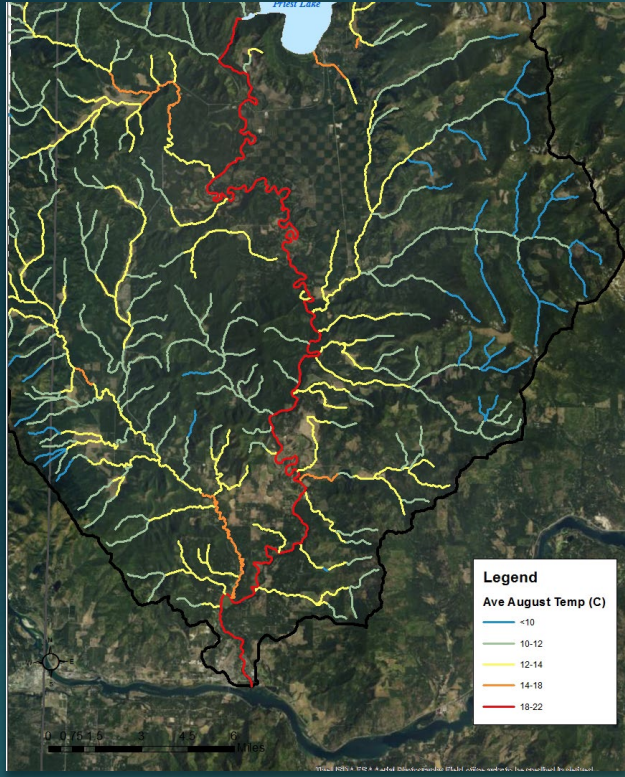 Priest Lake
Legend
Ave August Temp (C)
<10
10-12
12-14
14-18
18-22
N
E
0 0.75 1.5 3 4.5 6
Miles